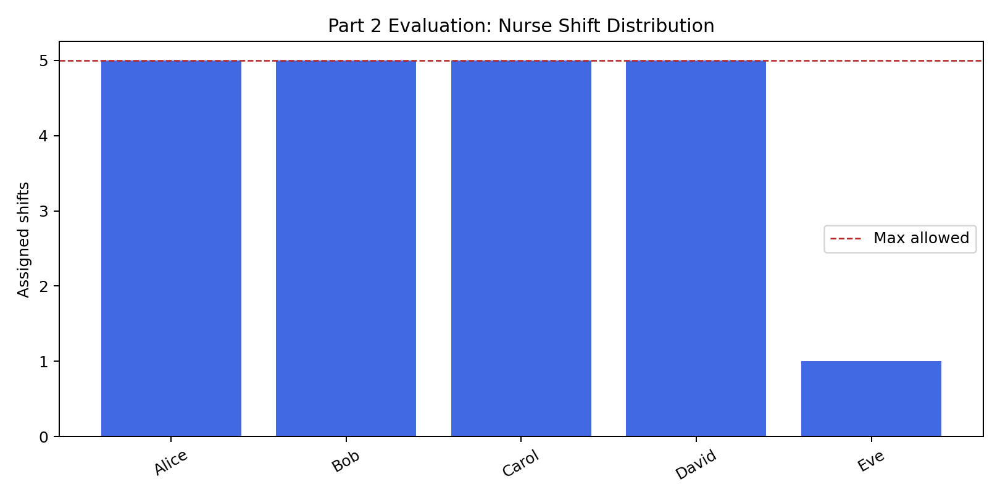 Part 2 Evaluation: Nurse Shift Distribution
Assigned shifts
5
4
3
2
1
0
Max allowed
Alice
Bob
Carol
David
Eve